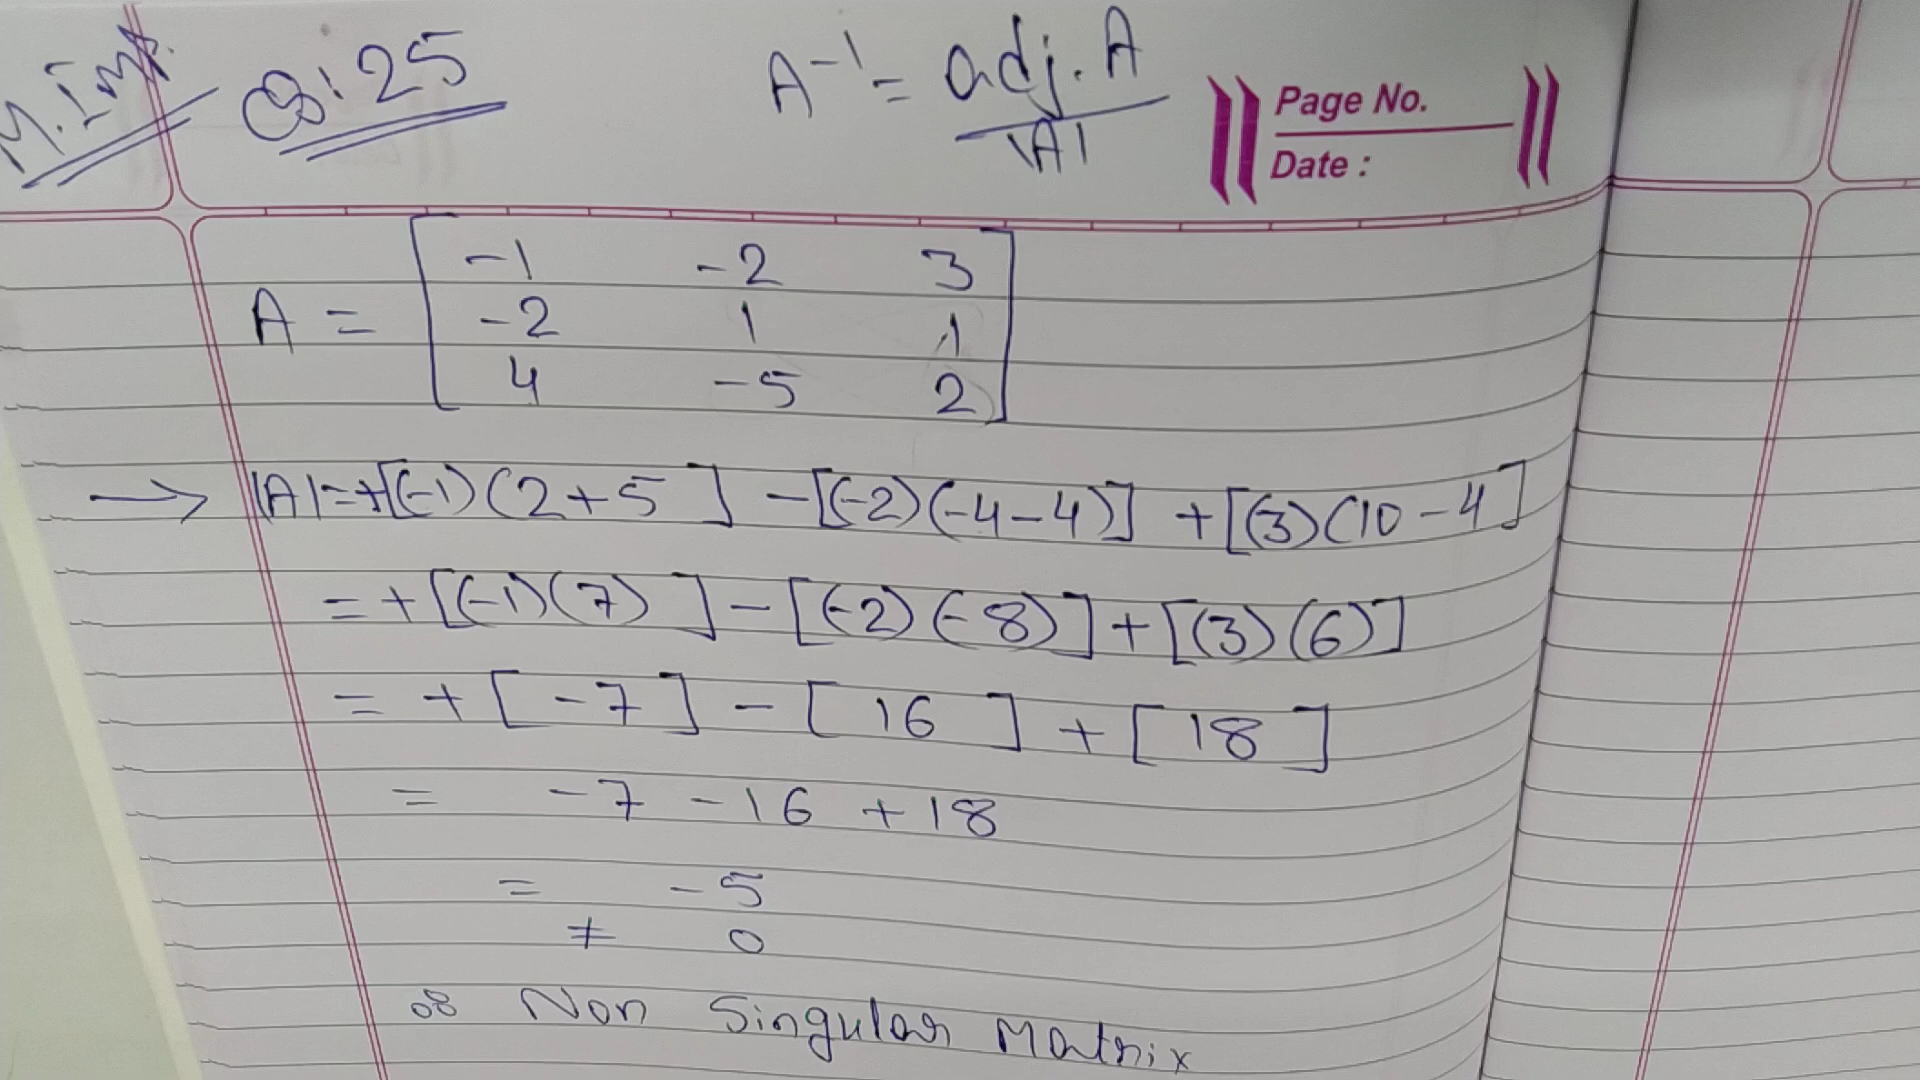 M. Imp. Q: 25 A⁻¹ = adj. A / |A|
Page No.
Date :
A = [ -1 -2 3
-2 1 1
4 -5 2 ]
→ |A| = +[(-1)(2+5] - [(-2)(-4-4)] + [(3)(10-4]
= +[(-1)(7)] - [(-2)(-8)] + [(3)(6)]
= +[-7] - [16] + [18]
= -7 - 16 + 18
= -5
≠ 0
Non Singular Matrix